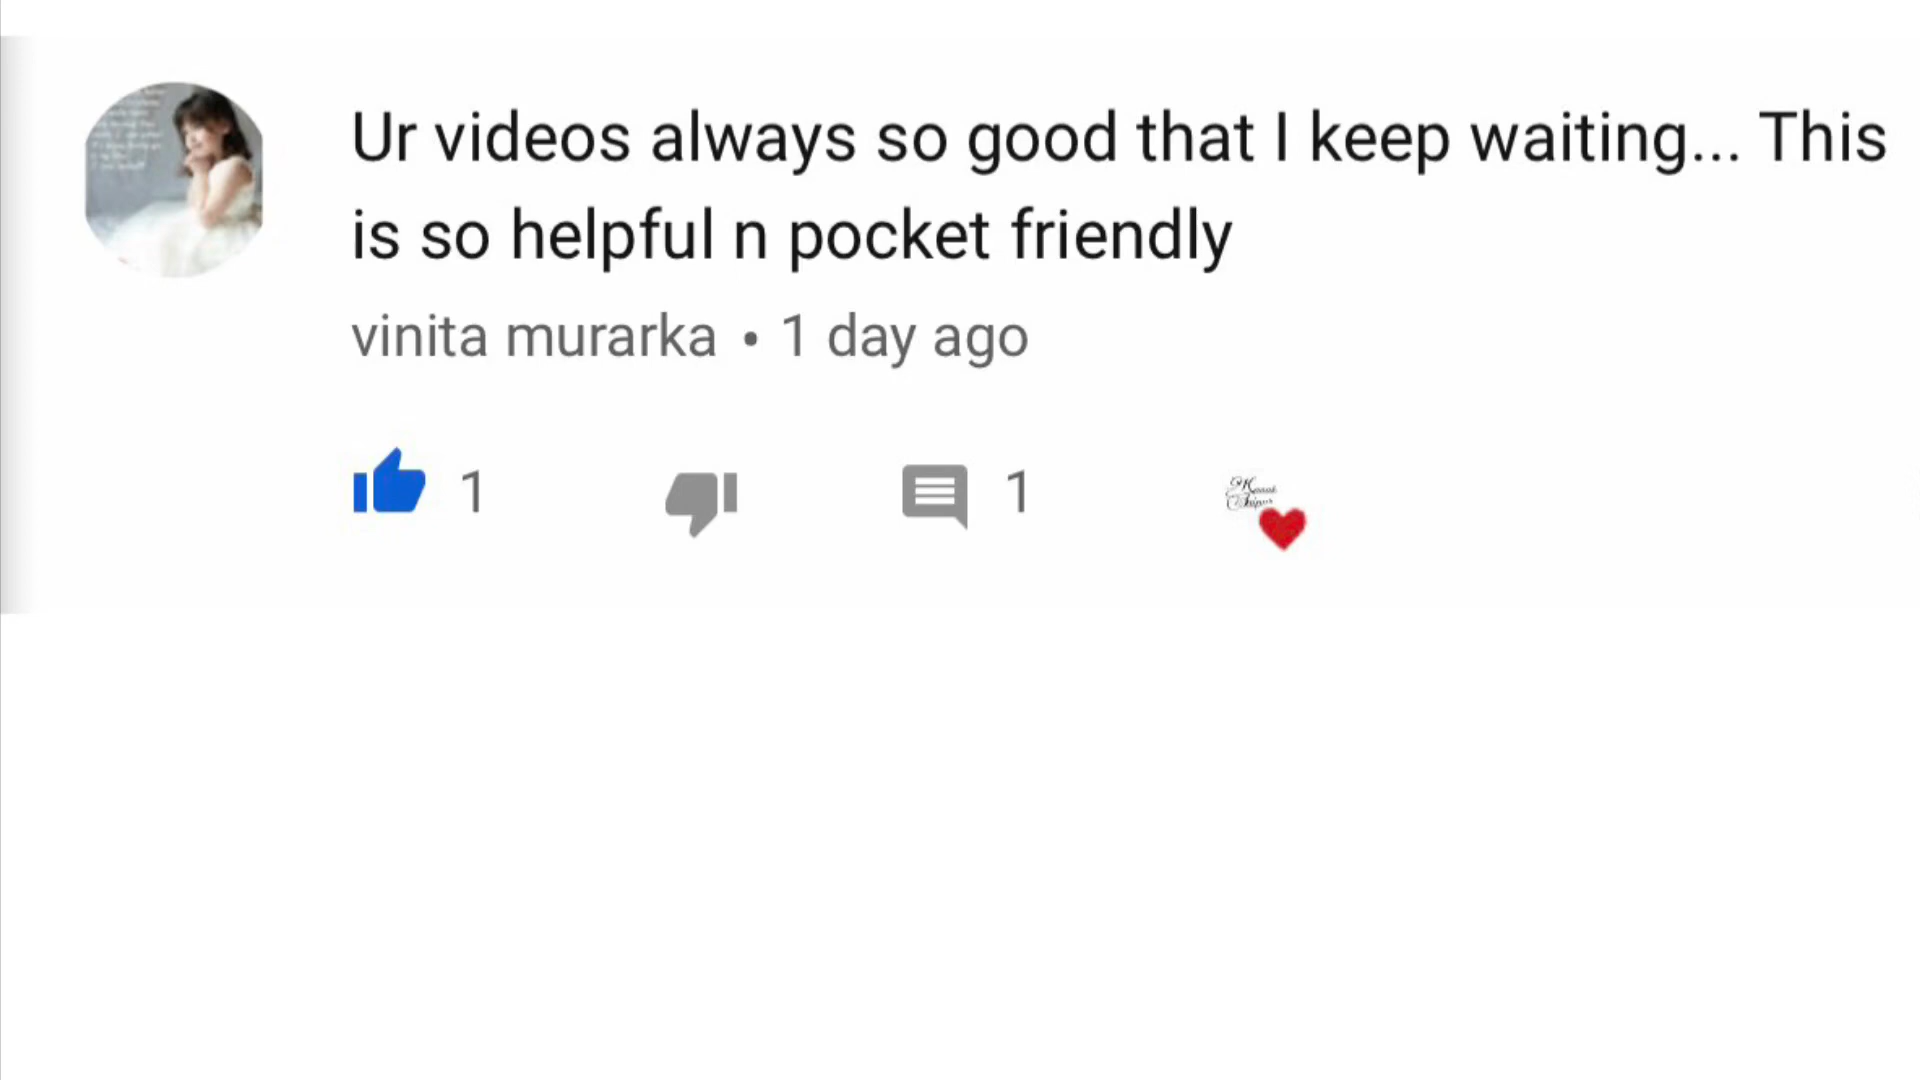 Ur videos always so good that I keep waiting... This
is so helpful n pocket friendly
vinita murarka • 1 day ago
1
1